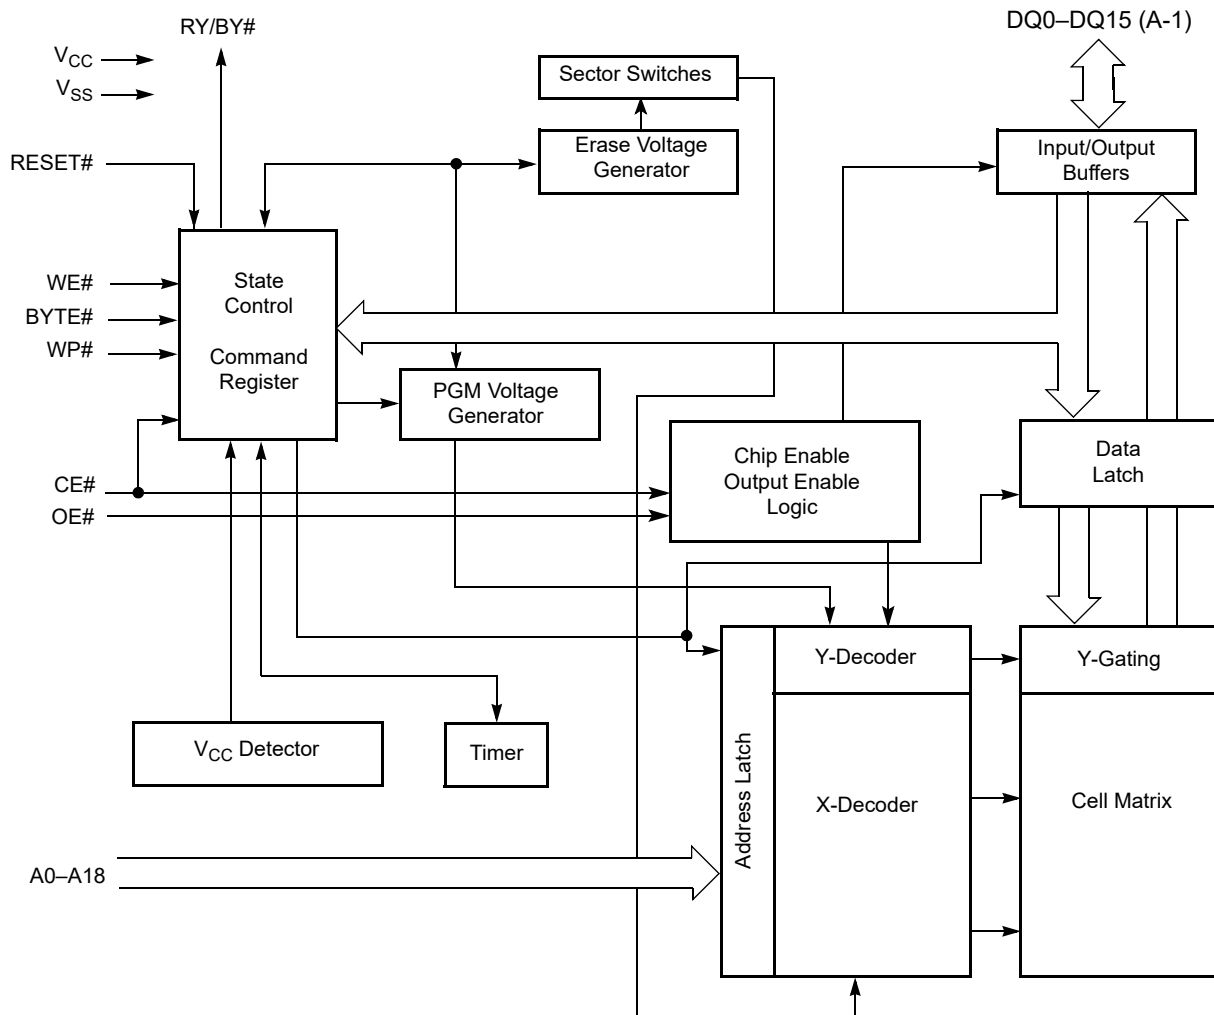 RY/BY#
DQ0–DQ15 (A-1)
VCC
VSS
Sector Switches
Erase Voltage
Generator
Input/Output
Buffers
RESET#
WE#
BYTE#
WP#
State
Control
Command
Register
PGM Voltage
Generator
Chip Enable
Output Enable
Logic
Data
Latch
CE#
OE#
Y-Decoder
Y-Gating
VCC Detector
Timer
Address Latch
X-Decoder
Cell Matrix
A0–A18